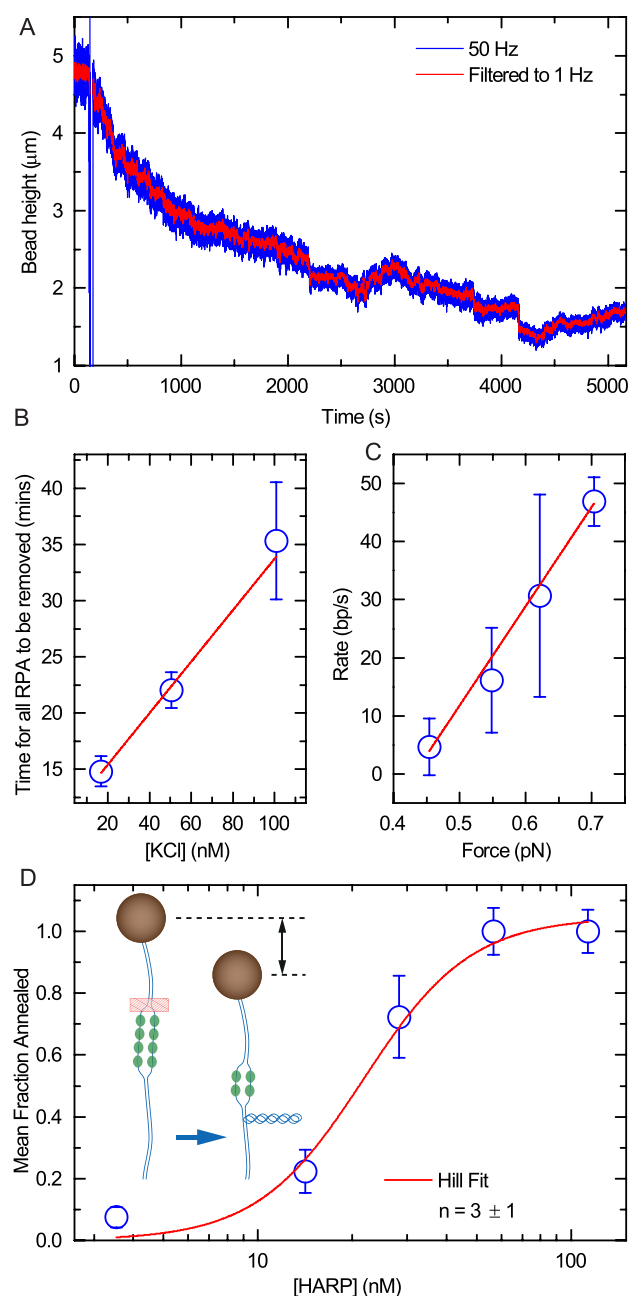 A
50 Hz
Filtered to 1 Hz
Bead height (μm)
5
4
3
2
1
0 1000 2000 3000 4000 5000
Time (s)
B
Time for all RPA to be removed (mins)
40
35
30
25
20
15
20 40 60 80 100
[KCl] (nM)
C
Rate (bp/s)
50
40
30
20
10
0
0.4 0.5 0.6 0.7
Force (pN)
D
Mean Fraction Annealed
1.0
0.8
0.6
0.4
0.2
0.0
Hill Fit
n = 3 ± 1
10 100
[HARP] (nM)